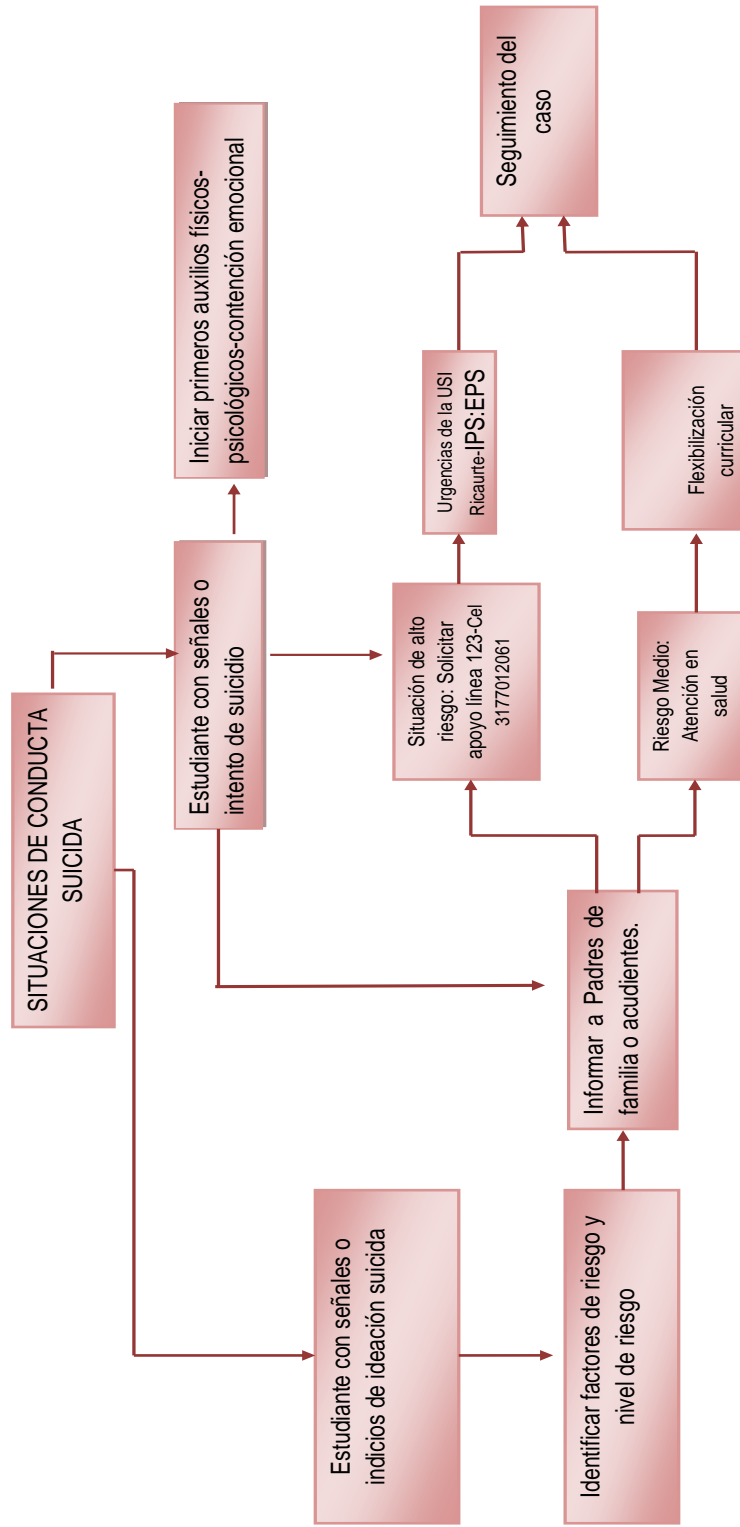 SITUACIONES DE CONDUCTA
SUICIDA
Estudiante con señales o
indicios de ideación suicida
Estudiante con señales o
intento de suicidio
Iniciar primeros auxilios físicos-
psicológicos-contención emocional
Identificar factores de riesgo y
nivel de riesgo
Informar a Padres de
familia o acudientes.
Situación de alto
riesgo: Solicitar
apoyo línea 123-Cel
3177012061
Urgencias de la USI
Ricaurte-IPS:EPS
Riesgo Medio:
Atención en
salud
Flexibilización
curricular
Seguimiento del
caso